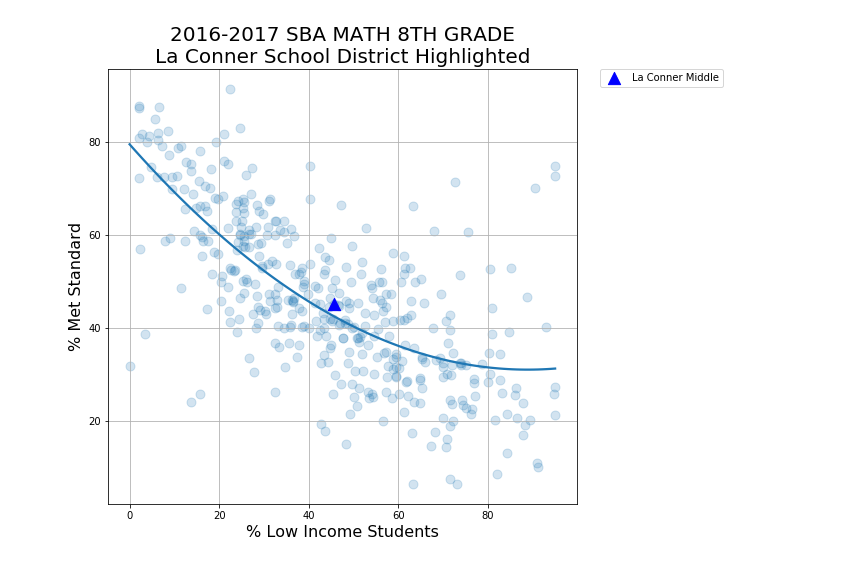 2016-2017 SBA MATH 8TH GRADE
La Conner School District Highlighted
La Conner Middle
% Met Standard
80
60
40
20
0
20
40
60
80
% Low Income Students